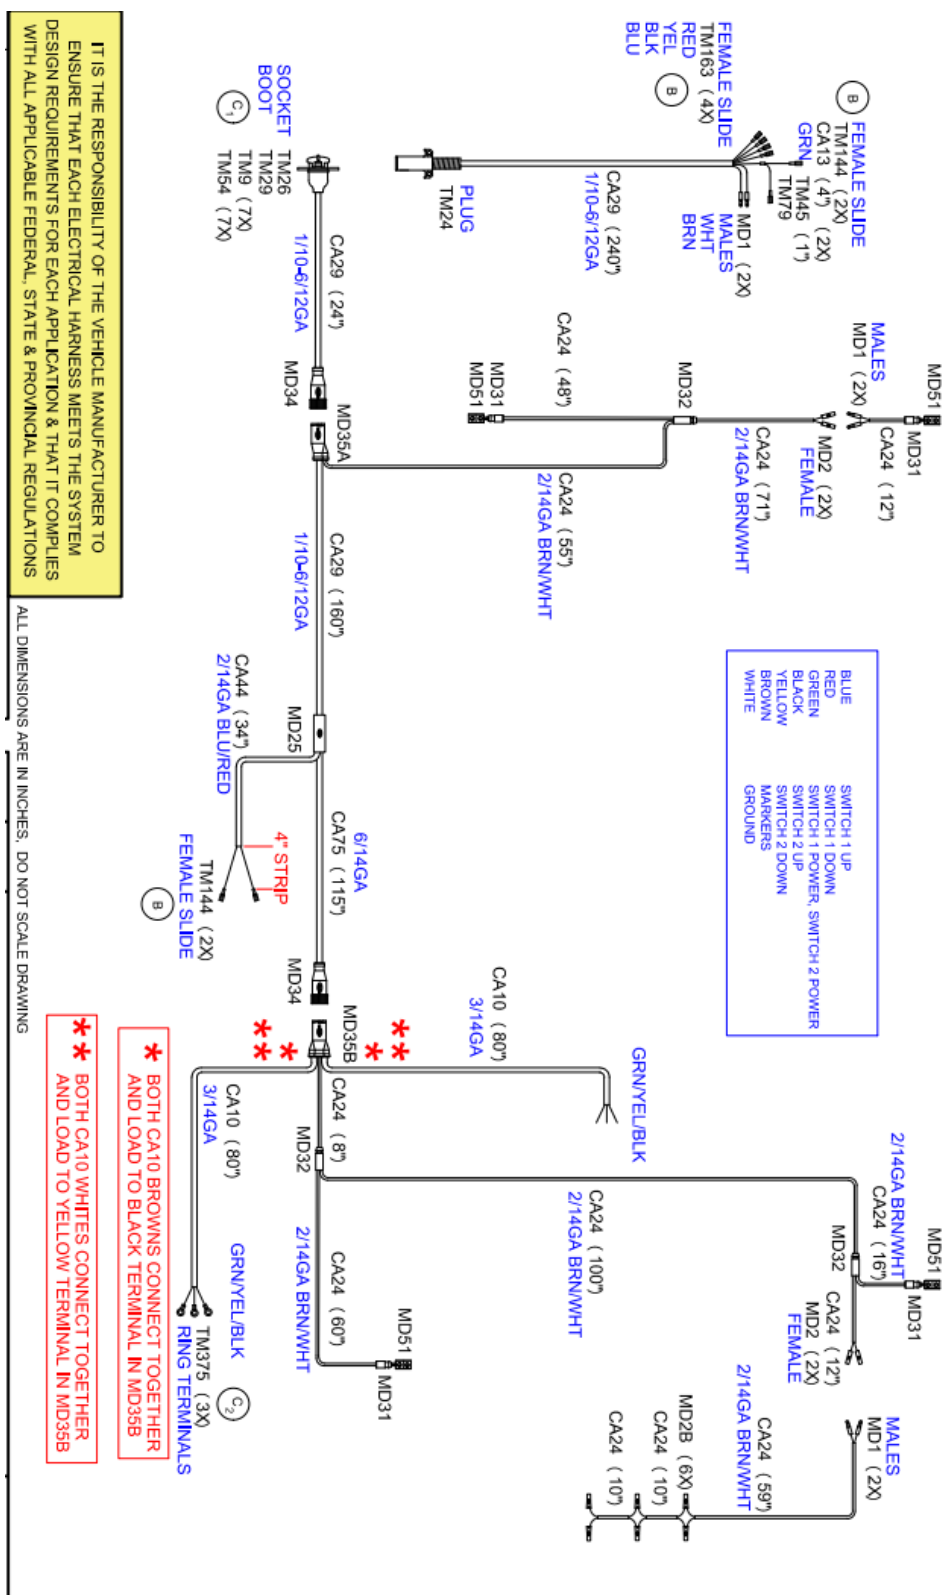 FEMALE SLIDE
TM144 (2X)
CA13 (4") (2X)
GRN TM45 (1")
TM79
B
FEMALE SLIDE
TM163 (4X)
RED
YEL
BLK
BLU
B
MD1 (2X)
MALES
WHT
BRN
CA29 (240")
1/10-6/12GA
PLUG
TM24
SOCKET TM26
BOOT TM29
TM9 (7X)
TM54 (7X)
C1
CA29 (24")
1/10-6/12GA
MD34
MD35A
MD51
MD31
CA24 (12")
MALES
MD1 (2X)
MD2 (2X)
FEMALE
CA24 (71")
2/14GA BRN/WHT
MD32
CA24 (48")
MD31
MD51
CA24 (55")
2/14GA BRN/WHT
CA29 (160")
1/10-6/12GA
MD25
CA44 (34")
2/14GA BLU/RED
4" STRIP
TM144 (2X)
FEMALE SLIDE
B
6/14GA
CA75 (115")
MD34
MD35B
**
*
*
**
BLUE SWITCH 1 UP
RED SWITCH 1 DOWN
GREEN SWITCH 1 POWER, SWITCH 2 POWER
BLACK SWITCH 2 UP
YELLOW SWITCH 2 DOWN
BROWN MARKERS
WHITE GROUND
CA10 (80")
3/14GA
GRN/YEL/BLK
CA24 (8")
MD32
CA10 (80")
3/14GA
GRN/YEL/BLK
TM375 (3X)
RING TERMINALS
C2
CA24 (60")
2/14GA BRN/WHT
MD51
MD31
CA24 (100")
2/14GA BRN/WHT
2/14GA BRN/WHT
CA24 (16")
MD51
MD31
MD32
CA24 (12")
MD2 (2X)
FEMALE
MALES
MD1 (2X)
CA24 (59")
2/14GA BRN/WHT
MD2B (6X)
CA24 (10")
CA24 (10")
* BOTH CA10 BROWNS CONNECT TOGETHER
AND LOAD TO BLACK TERMINAL IN MD35B
** BOTH CA10 WHITES CONNECT TOGETHER
AND LOAD TO YELLOW TERMINAL IN MD35B
IT IS THE RESPONSIBILITY OF THE VEHICLE MANUFACTURER TO
ENSURE THAT EACH ELECTRICAL HARNESS MEETS THE SYSTEM
DESIGN REQUIREMENTS FOR EACH APPLICATION & THAT IT COMPLIES
WITH ALL APPLICABLE FEDERAL, STATE & PROVINCIAL REGULATIONS
ALL DIMENSIONS ARE IN INCHES, DO NOT SCALE DRAWING